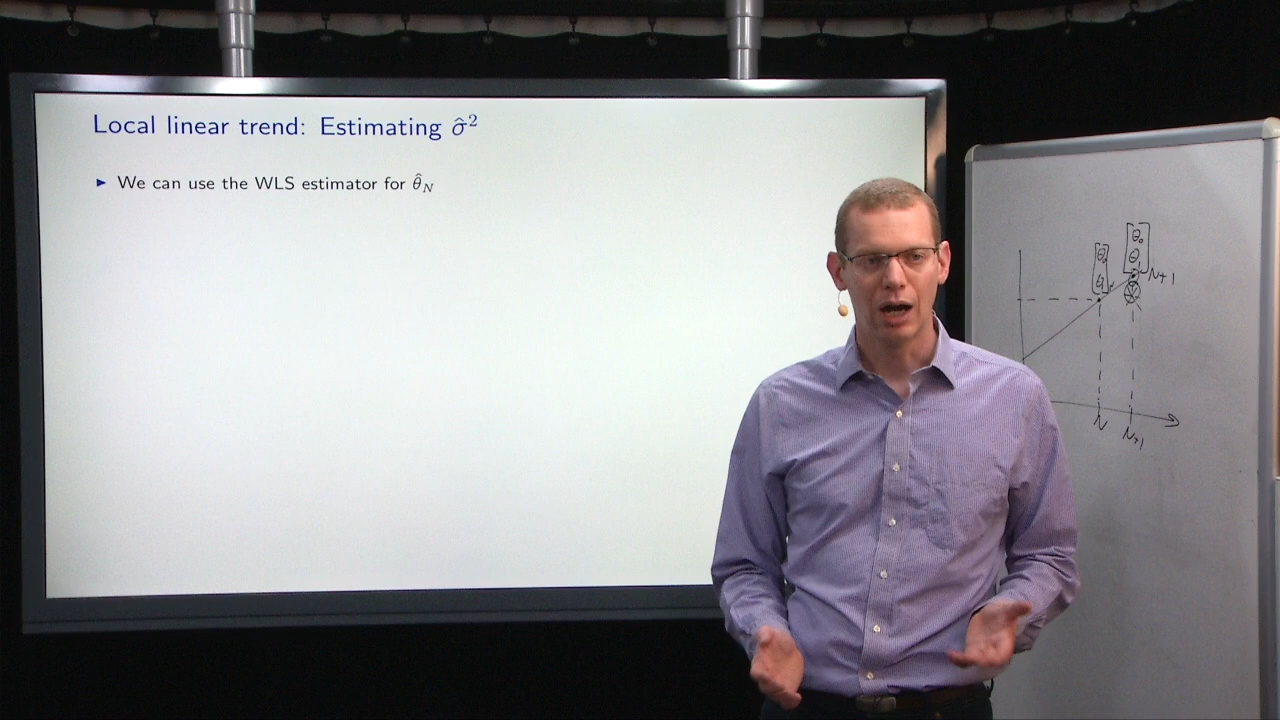 Local linear trend: Estimating σ̂²
► We can use the WLS estimator for θ̂_N
θ₀
θ₁
N+1
θ₀
θ₁
N
N+1